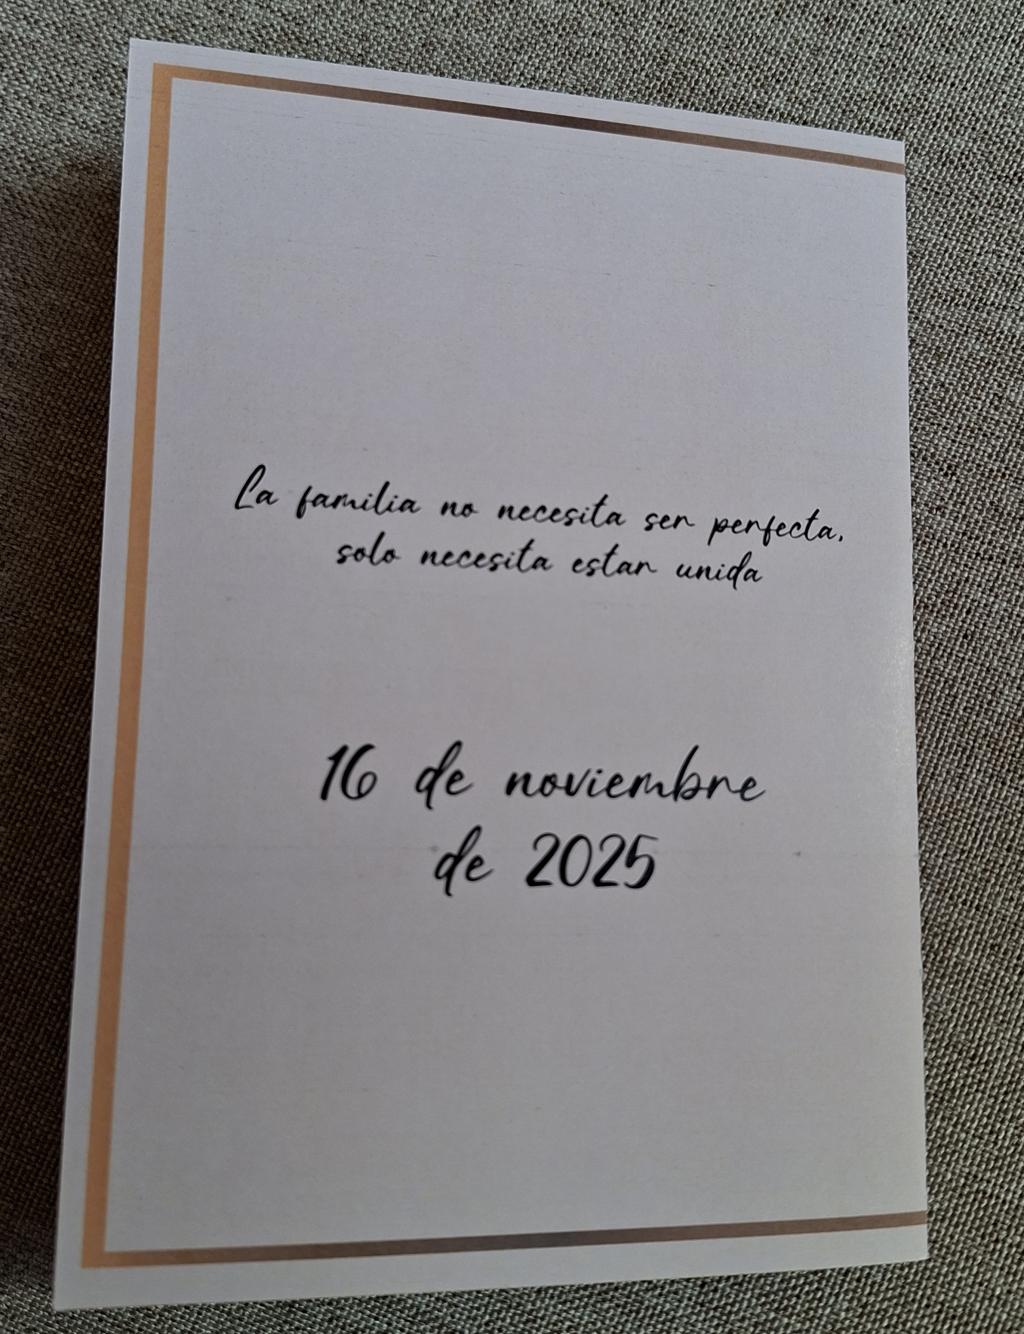 La familia no necesita ser perfecta,
solo necesita estar unida
16 de noviembre
de 2025